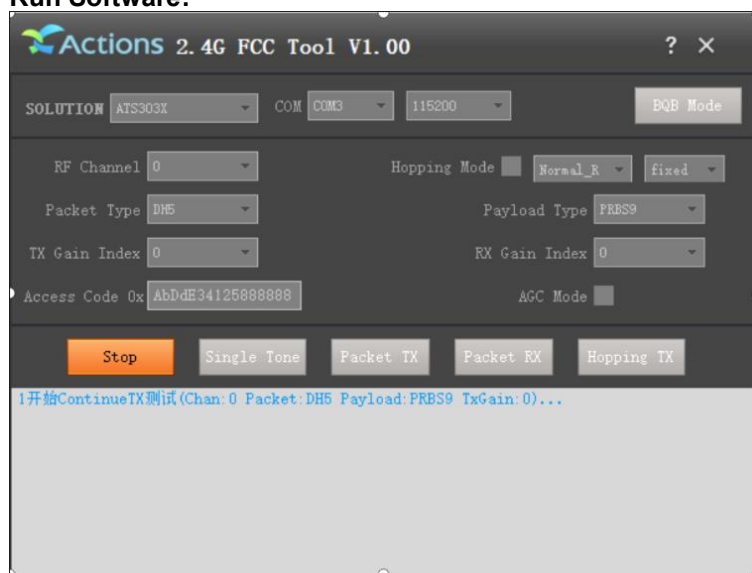 Run Software:
Actions 2.4G FCC Tool V1.00 ? ×
SOLUTION ATS303X COM COM3 115200 BQB Mode
RF Channel 0 Hopping Mode Normal_R fixed
Packet Type DH5 Payload Type PRBS9
TX Gain Index 0 RX Gain Index 0
Access Code 0x AbDdE34125888888 AGC Mode
Stop Single Tone Packet TX Packet RX Hopping TX
1开始ContinueTX测试(Chan:0 Packet:DH5 Payload:PRBS9 TxGain:0)...